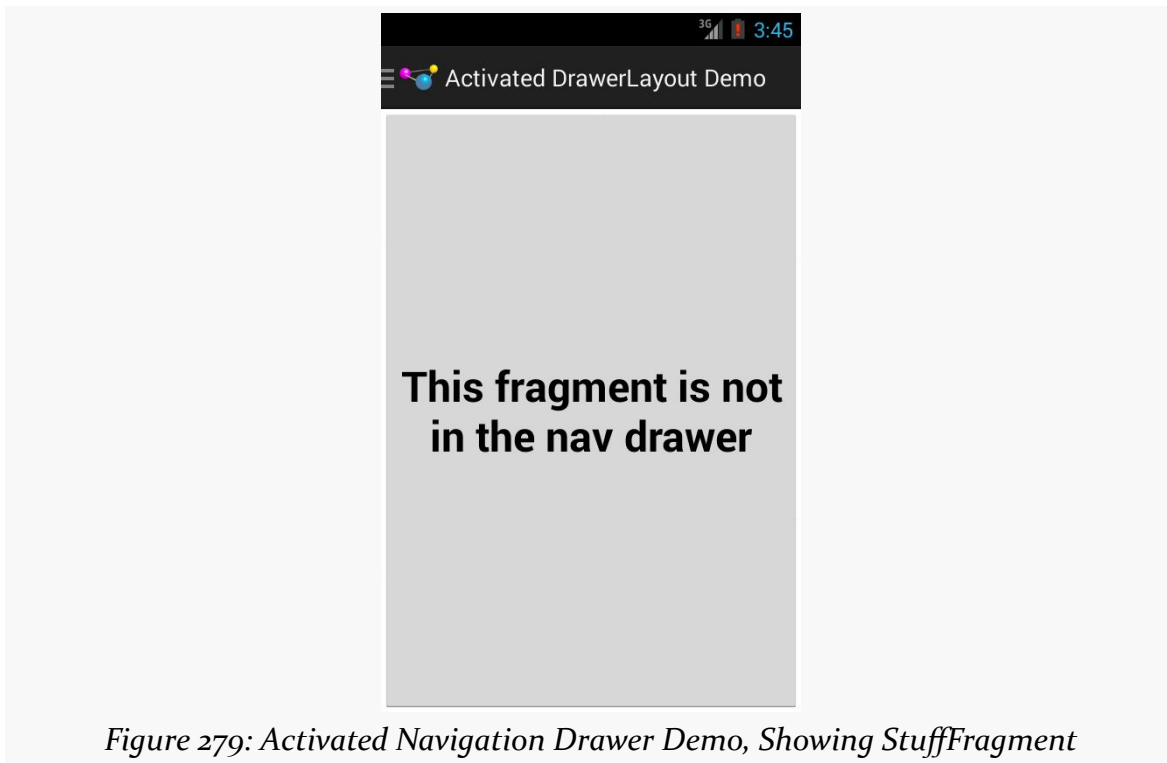 3G 3:45
Activated DrawerLayout Demo
This fragment is not
in the nav drawer
Figure 279: Activated Navigation Drawer Demo, Showing StuffFragment